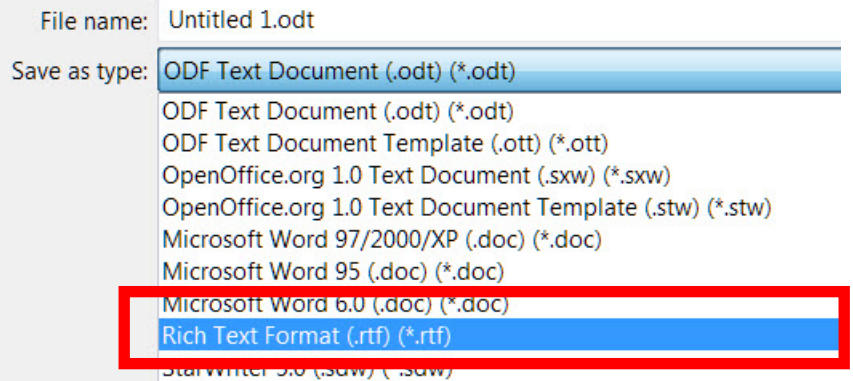 File name: Untitled 1.odt
Save as type: ODF Text Document (.odt) (*.odt)
ODF Text Document (.odt) (*.odt)
ODF Text Document Template (.ott) (*.ott)
OpenOffice.org 1.0 Text Document (.sxw) (*.sxw)
OpenOffice.org 1.0 Text Document Template (.stw) (*.stw)
Microsoft Word 97/2000/XP (.doc) (*.doc)
Microsoft Word 95 (.doc) (*.doc)
Microsoft Word 6.0 (.doc) (*.doc)
Rich Text Format (.rtf) (*.rtf)
StarWriter (.sdw) (*.sdw)